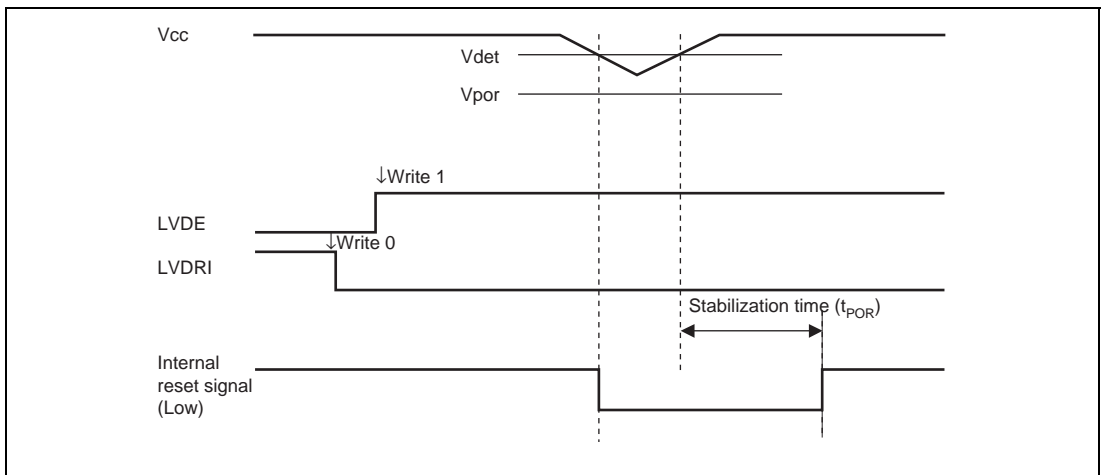 Vcc
Vdet
Vpor
↓Write 1
LVDE
↓Write 0
LVDRI
Stabilization time (tPOR)
Internal
reset signal
(Low)